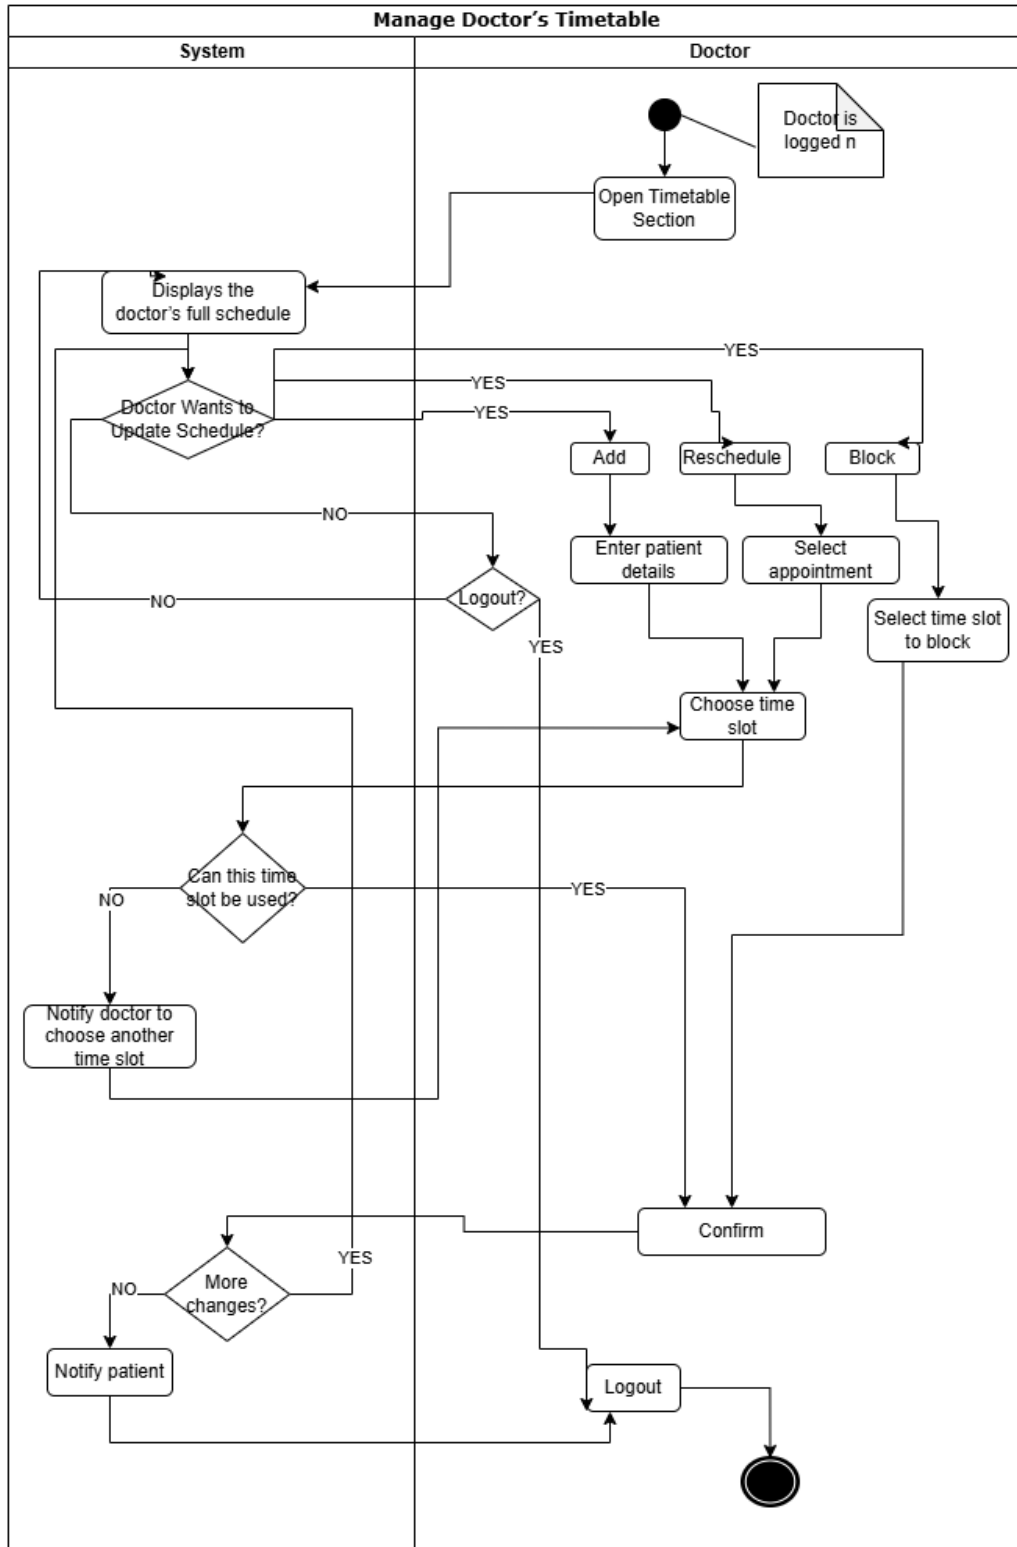 Manage Doctor's Timetable
System
Doctor
Doctor is
logged n
Open Timetable
Section
Displays the
doctor's full schedule
YES
YES
YES
Doctor Wants to
Update Schedule?
Add
Reschedule
Block
NO
Enter patient
details
Select
appointment
NO
Logout?
Select time slot
to block
YES
Choose time
slot
Can this time
slot be used?
NO
YES
Notify doctor to
choose another
time slot
Confirm
YES
More
changes?
NO
Notify patient
Logout